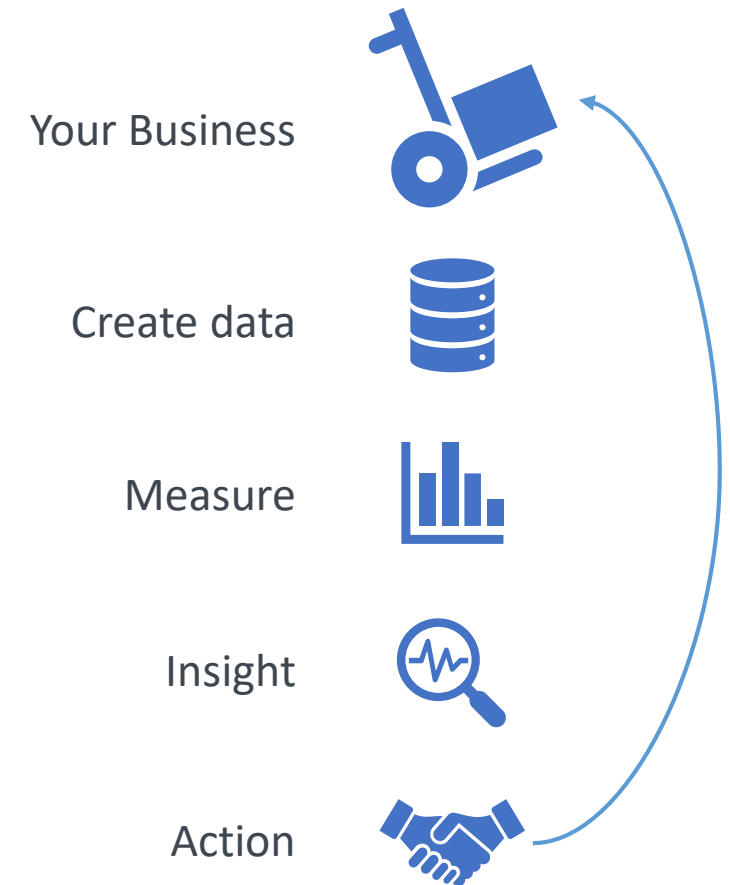 Your Business
Create data
Measure
Insight
Action